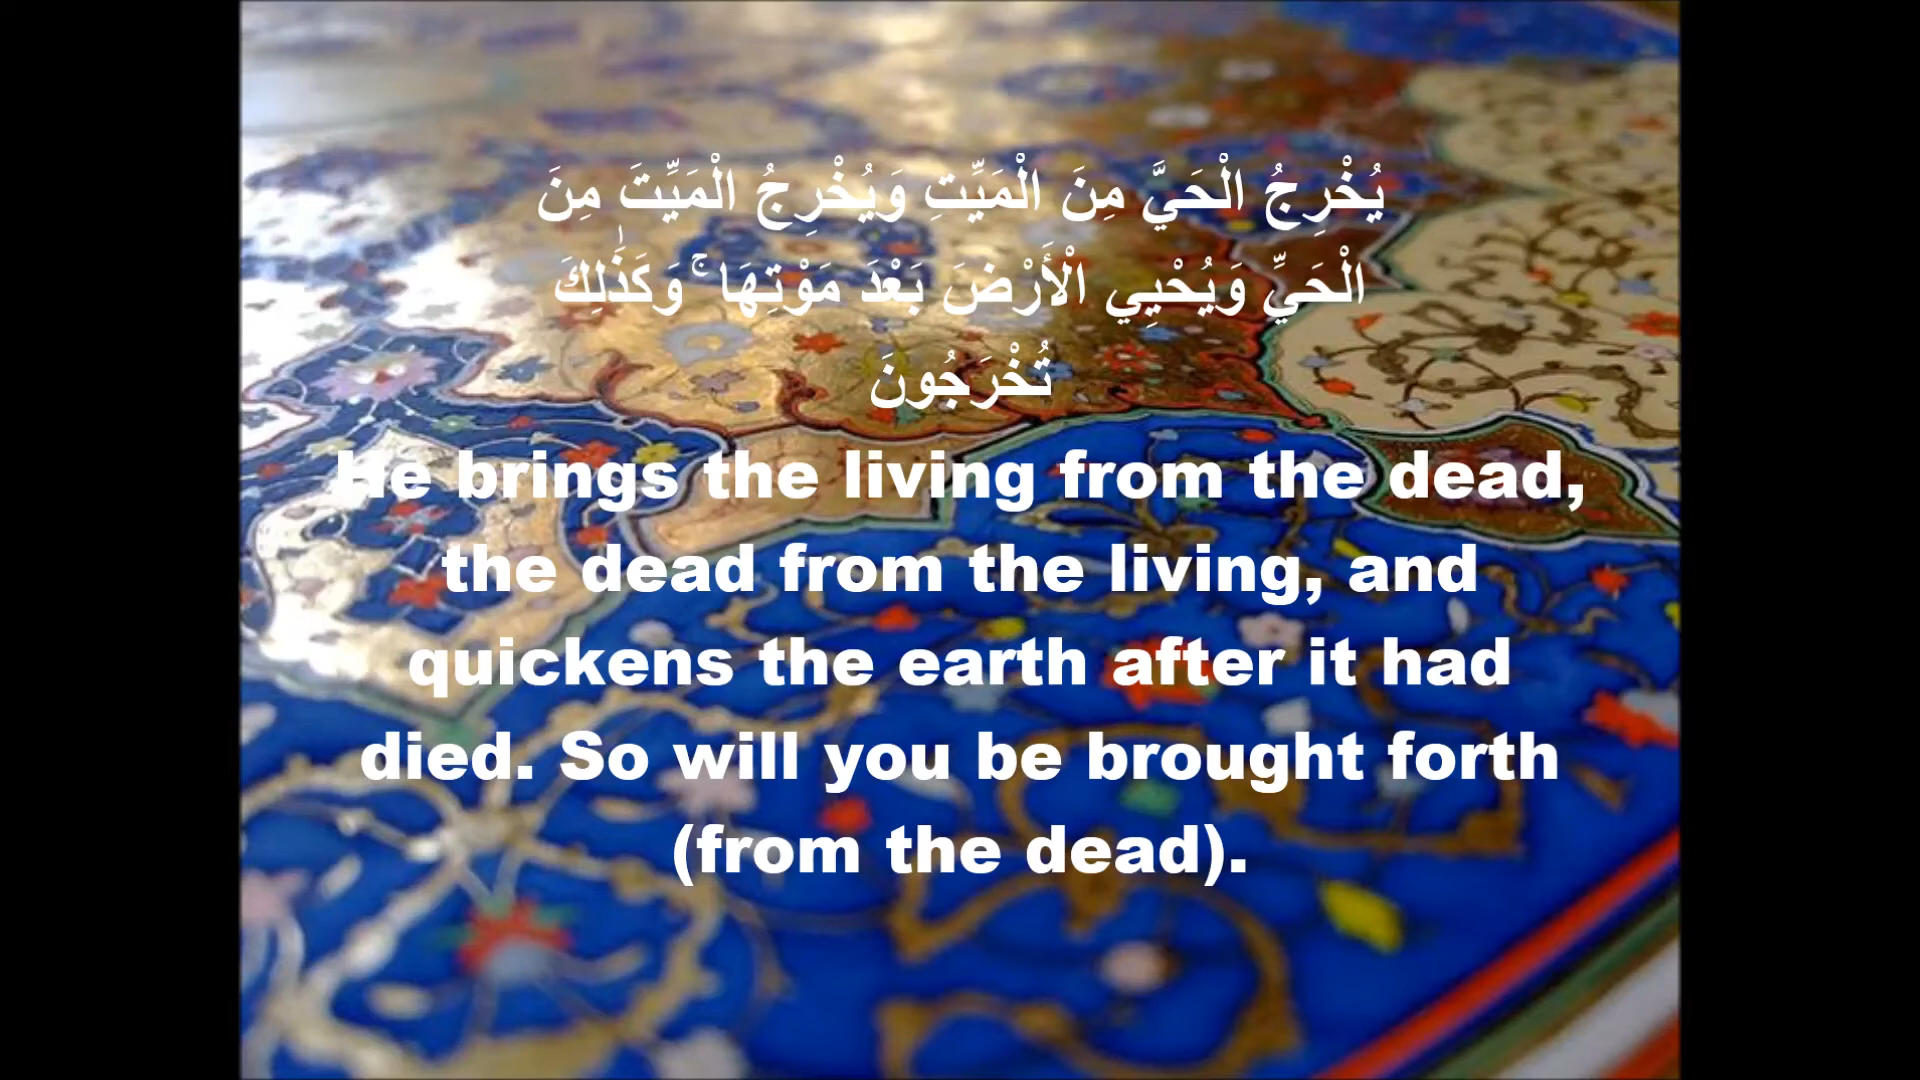 يُخْرِجُ الْحَيَّ مِنَ الْمَيِّتِ وَيُخْرِجُ الْمَيِّتَ مِنَ
الْحَيِّ وَيُحْيِي الْأَرْضَ بَعْدَ مَوْتِهَا ۚ وَكَذَٰلِكَ
تُخْرَجُونَ
He brings the living from the dead,
the dead from the living, and
quickens the earth after it had
died. So will you be brought forth
(from the dead).